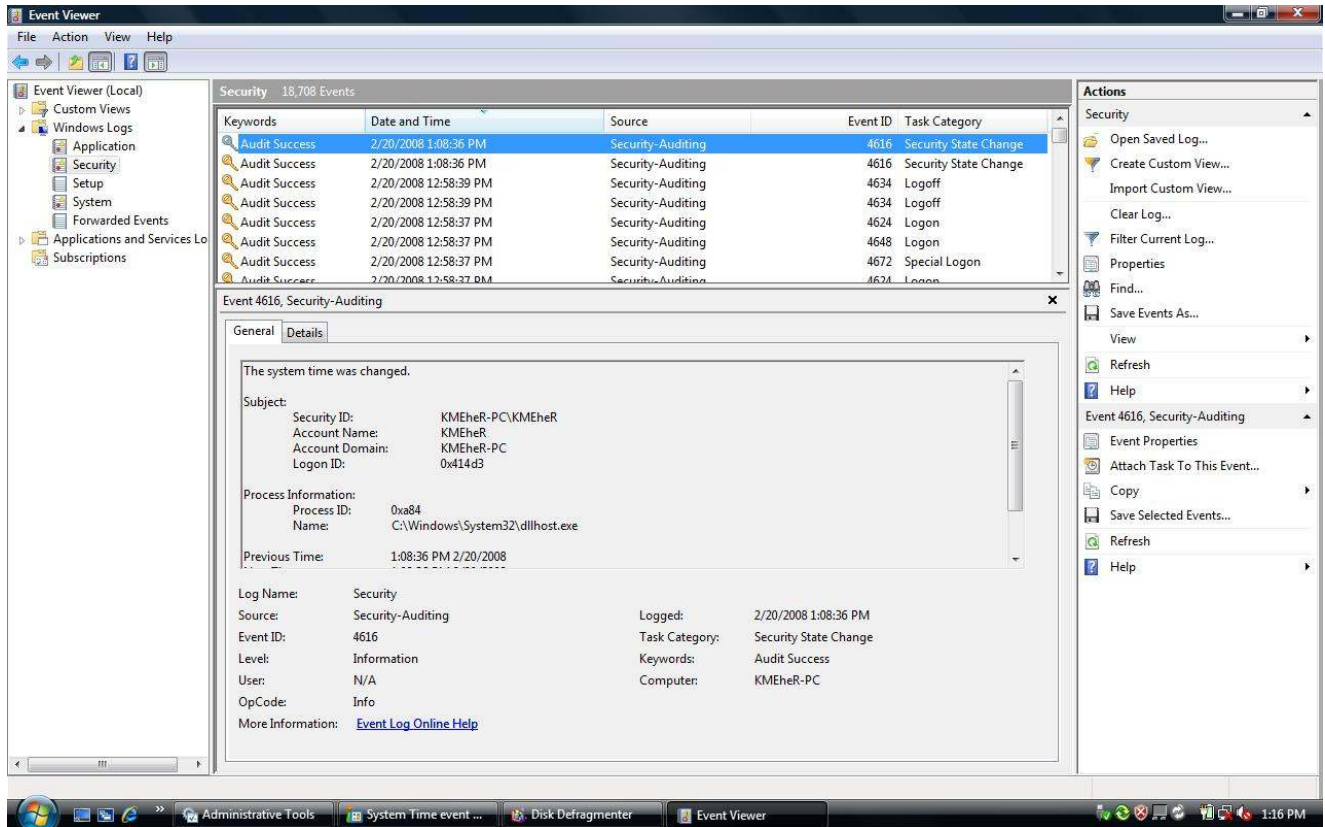 Event Viewer
File Action View Help
Event Viewer (Local)
Custom Views
Windows Logs
Application
Security
Setup
System
Forwarded Events
Applications and Services Lo
Subscriptions
Security 18,708 Events
Keywords Date and Time Source Event ID Task Category
Audit Success 2/20/2008 1:08:36 PM Security-Auditing 4616 Security State Change
Audit Success 2/20/2008 1:08:36 PM Security-Auditing 4616 Security State Change
Audit Success 2/20/2008 12:58:39 PM Security-Auditing 4634 Logoff
Audit Success 2/20/2008 12:58:39 PM Security-Auditing 4634 Logoff
Audit Success 2/20/2008 12:58:37 PM Security-Auditing 4624 Logon
Audit Success 2/20/2008 12:58:37 PM Security-Auditing 4648 Logon
Audit Success 2/20/2008 12:58:37 PM Security-Auditing 4672 Special Logon
Audit Success 2/20/2008 12:58:37 PM Security-Auditing 4624 Logon
Event 4616, Security-Auditing
General Details
The system time was changed.
Subject:
Security ID: KMEheR-PC\KMEheR
Account Name: KMEheR
Account Domain: KMEheR-PC
Logon ID: 0x414d3
Process Information:
Process ID: 0xa84
Name: C:\Windows\System32\dllhost.exe
Previous Time: 1:08:36 PM 2/20/2008
Log Name: Security
Source: Security-Auditing Logged: 2/20/2008 1:08:36 PM
Event ID: 4616 Task Category: Security State Change
Level: Information Keywords: Audit Success
User: N/A Computer: KMEheR-PC
OpCode: Info
More Information: Event Log Online Help
Actions
Security
Open Saved Log...
Create Custom View...
Import Custom View...
Clear Log...
Filter Current Log...
Properties
Find...
Save Events As...
View
Refresh
Help
Event 4616, Security-Auditing
Event Properties
Attach Task To This Event...
Copy
Save Selected Events...
Refresh
Help
Administrative Tools
System Time event ...
Disk Defragmenter
Event Viewer
1:16 PM